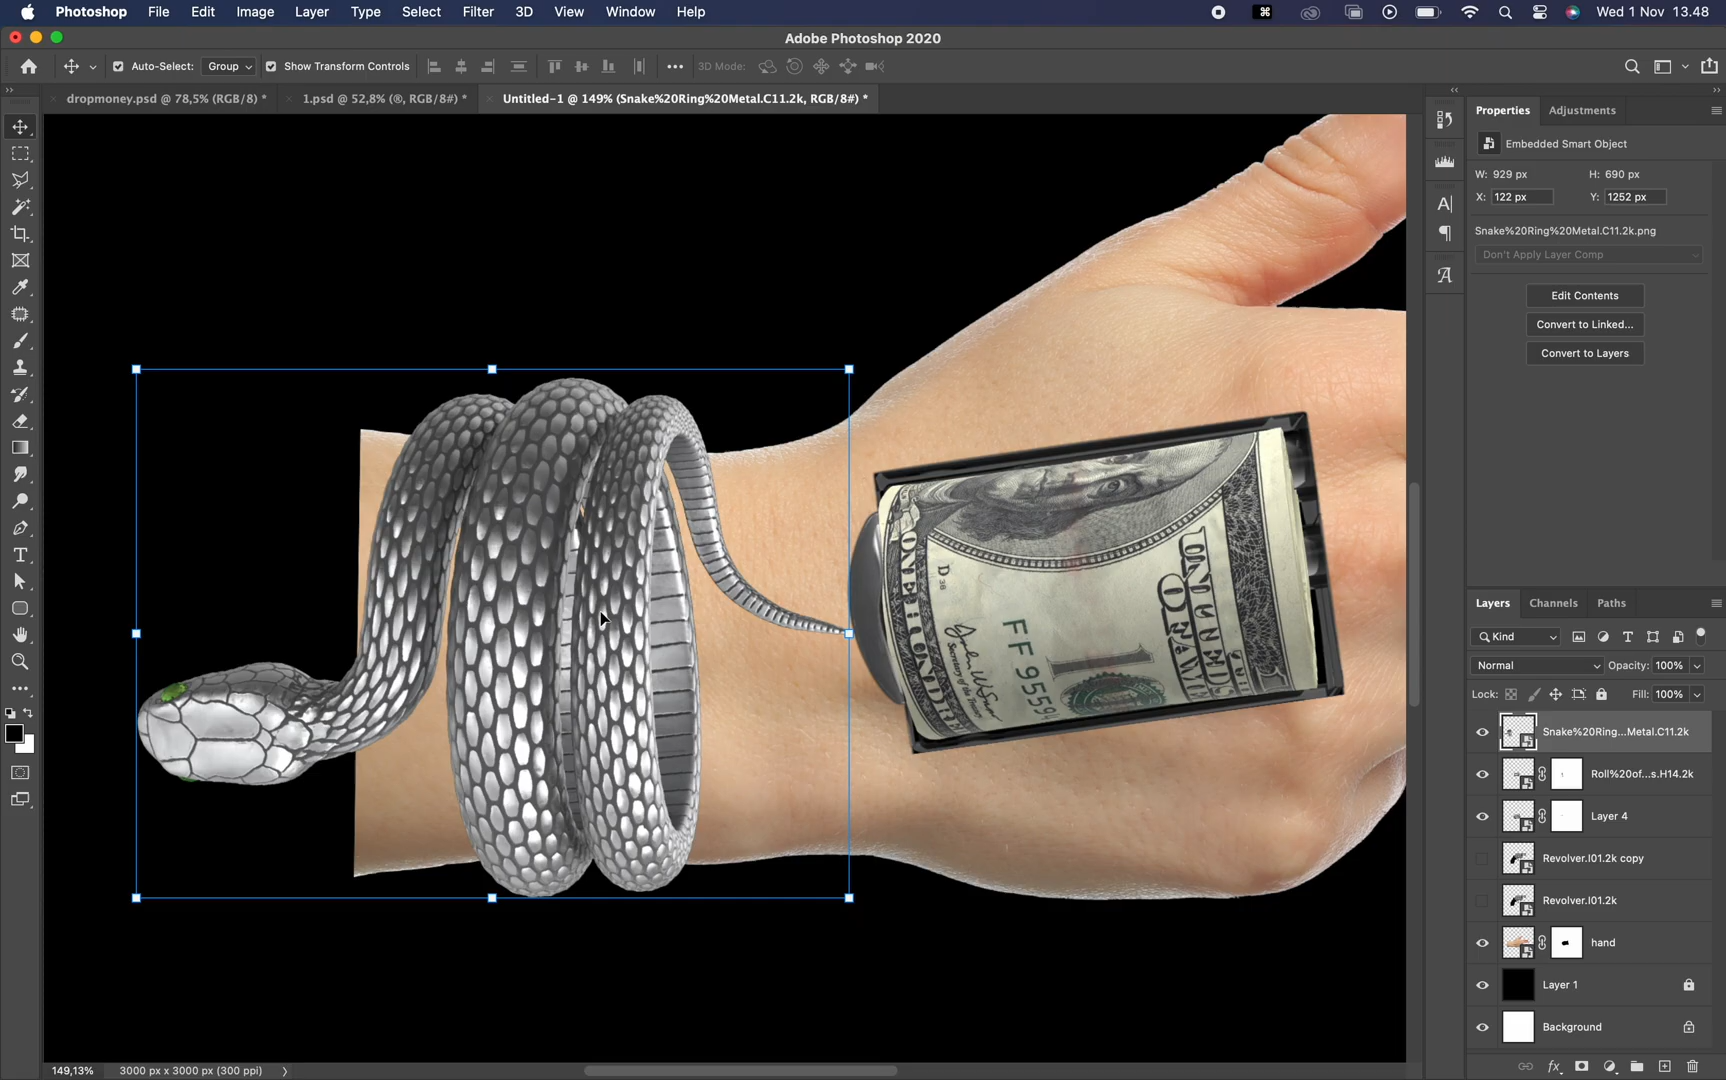 Photoshop File Edit Image Layer Type Select Filter 3D View Window Help Wed 1 Nov 13.48
Adobe Photoshop 2020
Auto-Select: Group Show Transform Controls 3D Mode:
dropmoney.psd @ 78,5% (RGB/8) * 1.psd @ 52,8% (®, RGB/8#) * Untitled-1 @ 149% (Snake%20Ring%20Metal.C11.2k, RGB/8#) *
Properties Adjustments
Embedded Smart Object
W: 929 px H: 690 px
X: 122 px Y: 1252 px
Snake%20Ring%20Metal.C11.2k.png
Don't Apply Layer Comp
Edit Contents
Convert to Linked...
Convert to Layers
Layers Channels Paths
Kind
Normal Opacity: 100%
Lock: Fill: 100%
Snake%20Ring...Metal.C11.2k
Roll%20of...s.H14.2k
Layer 4
Revolver.I01.2k copy
Revolver.I01.2k
hand
Layer 1
Background
ONE HUNDRE
D
38
FF 9559
Secretary of the Treasury
149,13% 3000 px x 3000 px (300 ppi)